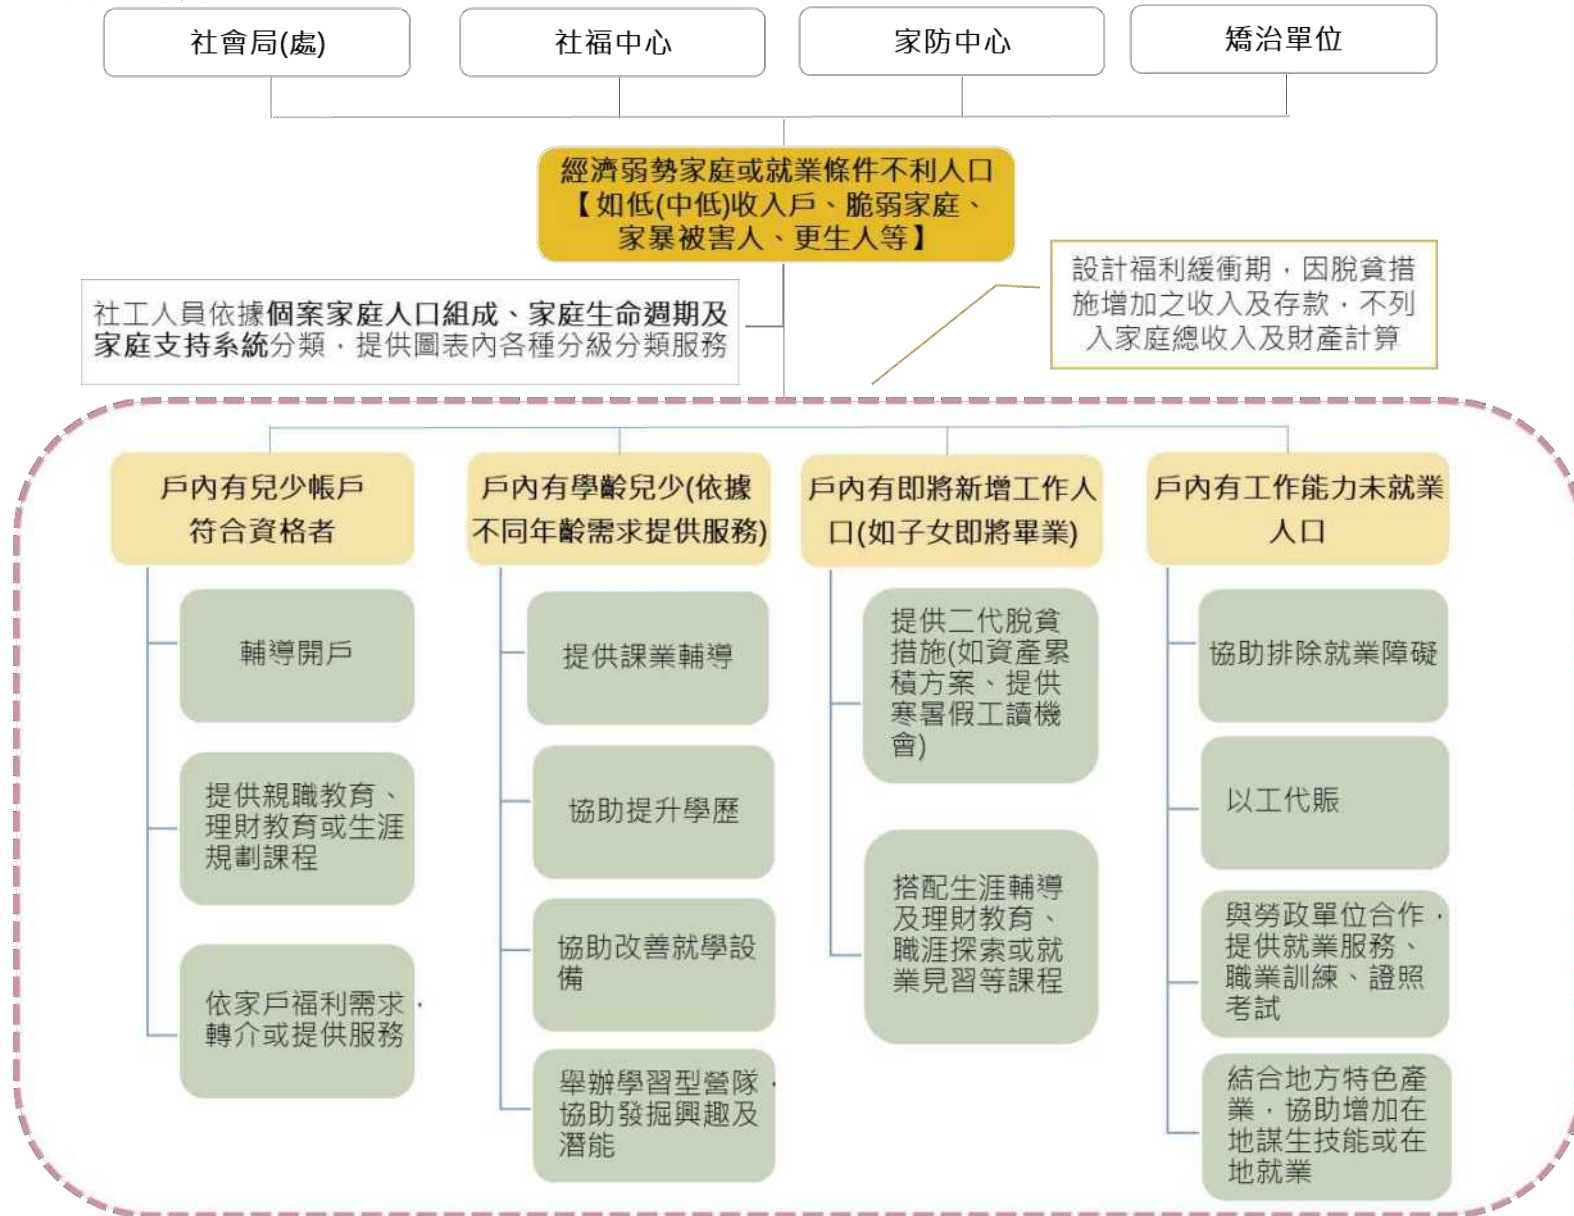 社會局(處)
社福中心
家防中心
矯治單位
經濟弱勢家庭或就業條件不利人口
【如低(中低)收入戶、脆弱家庭、
家暴被害人、更生人等】
社工人員依據個案家庭人口組成、家庭生命週期及
家庭支持系統分類，提供圖表內各種分級分類服務
設計福利緩衝期，因脫貧措
施增加之收入及存款，不列
入家庭總收入及財產計算
戶內有兒少帳戶
符合資格者
輔導開戶
提供親職教育、
理財教育或生涯
規劃課程
依家戶福利需求，
轉介或提供服務
戶內有學齡兒少(依據
不同年齡需求提供服務)
提供課業輔導
協助提升學歷
協助改善就學設
備
舉辦學習型營隊，
協助發掘興趣及
潛能
戶內有即將新增工作人
口(如子女即將畢業)
提供二代脫貧
措施(如資產累
積方案、提供
寒暑假工讀機
會)
搭配生涯輔導
及理財教育、
職涯探索或就
業見習等課程
戶內有工作能力未就業
人口
協助排除就業障礙
以工代賑
與勞政單位合作，
提供就業服務、
職業訓練、證照
考試
結合地方特色產
業，協助增加在
地謀生技能或在
地就業